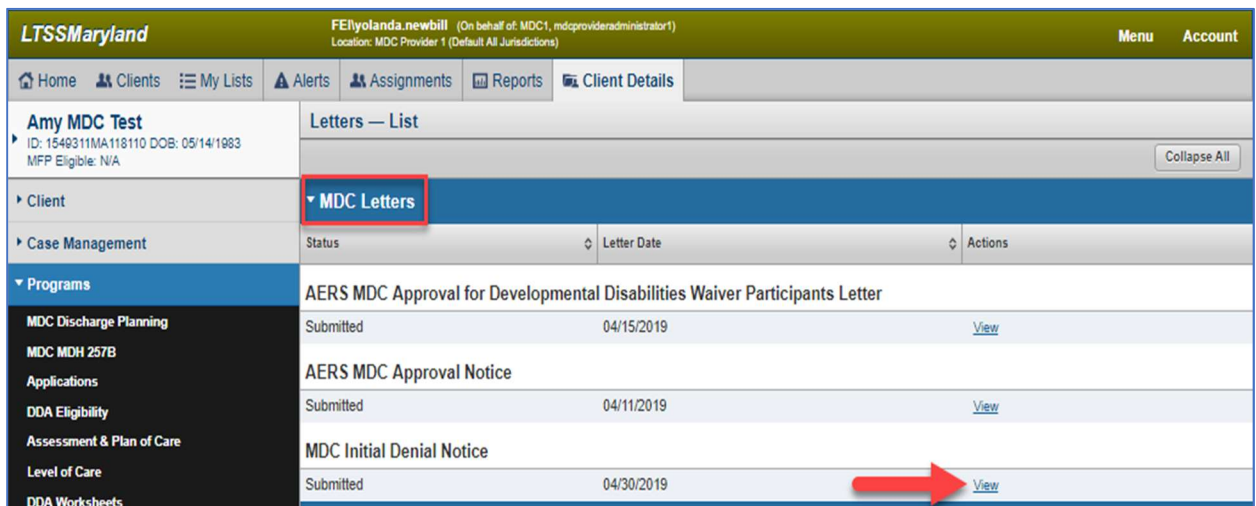 LTSSMaryland
FEI\yolanda.newbill (On behalf of: MDC1, mdcprovideradministrator1)
Location: MDC Provider 1 (Default All Jurisdictions)
Menu Account
Home Clients My Lists Alerts Assignments Reports Client Details
Amy MDC Test
ID: 1549311MA118110 DOB: 05/14/1983
MFP Eligible: N/A
Letters — List
Collapse All
Client
MDC Letters
Case Management
Status Letter Date Actions
Programs
AERS MDC Approval for Developmental Disabilities Waiver Participants Letter
MDC Discharge Planning
Submitted 04/15/2019 View
MDC MDH 257B
Applications
AERS MDC Approval Notice
DDA Eligibility
Submitted 04/11/2019 View
Assessment & Plan of Care
MDC Initial Denial Notice
Level of Care
Submitted 04/30/2019 View
DDA Worksheets